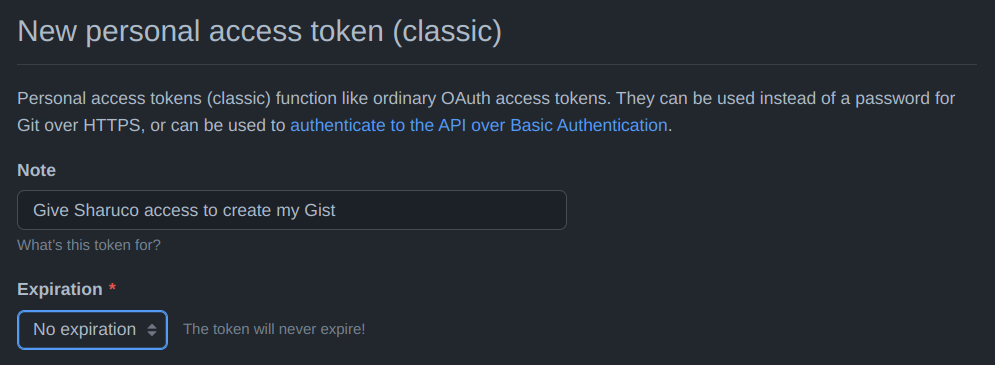 New personal access token (classic)
Personal access tokens (classic) function like ordinary OAuth access tokens. They can be used instead of a password for
Git over HTTPS, or can be used to authenticate to the API over Basic Authentication.
Note
Give Sharuco access to create my Gist
What's this token for?
Expiration *
No expiration The token will never expire!